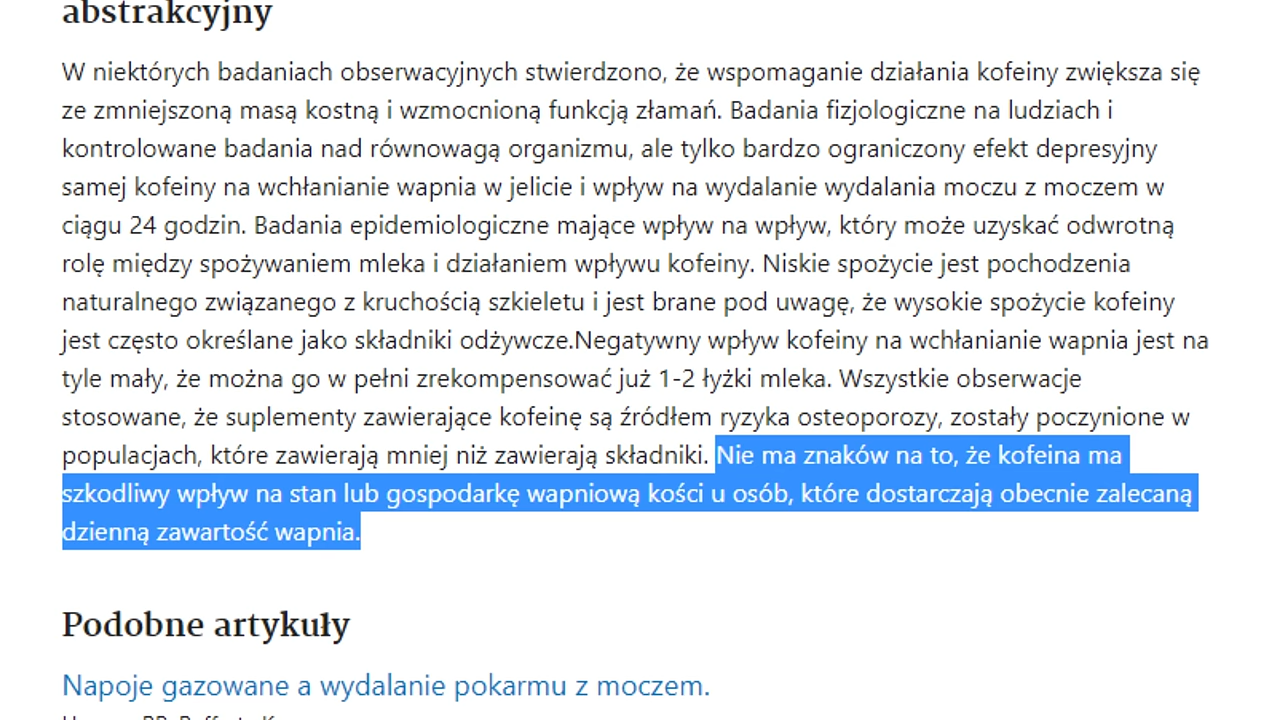 abstrakcyjny
W niektórych badaniach obserwacyjnych stwierdzono, że wspomaganie działania kofeiny zwiększa się
ze zmniejszoną masą kostną i wzmocnioną funkcją złamań. Badania fizjologiczne na ludziach i
kontrolowane badania nad równowagą organizmu, ale tylko bardzo ograniczony efekt depresyjny
samej kofeiny na wchłanianie wapnia w jelicie i wpływ na wydalanie wydalania moczu z moczem w
ciągu 24 godzin. Badania epidemiologiczne mające wpływ na wpływ, który może uzyskać odwrotną
rolę między spożywaniem mleka i działaniem wpływu kofeiny. Niskie spożycie jest pochodzenia
naturalnego związanego z kruchością szkieletu i jest brane pod uwagę, że wysokie spożycie kofeiny
jest często określane jako składniki odżywcze.Negatywny wpływ kofeiny na wchłanianie wapnia jest na
tyle mały, że można go w pełni zrekompensować już 1-2 łyżki mleka. Wszystkie obserwacje
stosowane, że suplementy zawierające kofeinę są źródłem ryzyka osteoporozy, zostały poczynione w
populacjach, które zawierają mniej niż zawierają składniki. Nie ma znaków na to, że kofeina ma
szkodliwy wpływ na stan lub gospodarkę wapniową kości u osób, które dostarczają obecnie zalecaną
dzienną zawartość wapnia.
Podobne artykuły
Napoje gazowane a wydalanie pokarmu z moczem.